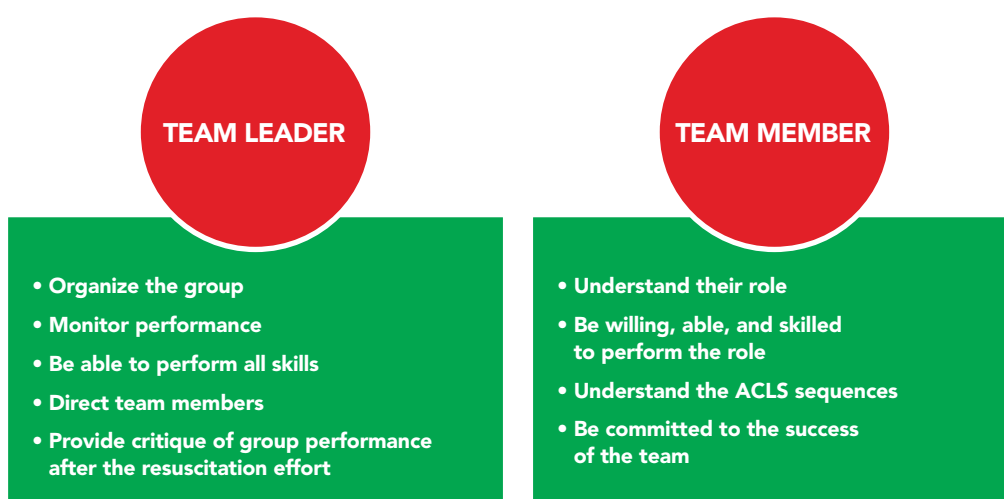 TEAM LEADER
• Organize the group
• Monitor performance
• Be able to perform all skills
• Direct team members
• Provide critique of group performance
after the resuscitation effort
TEAM MEMBER
• Understand their role
• Be willing, able, and skilled
to perform the role
• Understand the ACLS sequences
• Be committed to the success
of the team